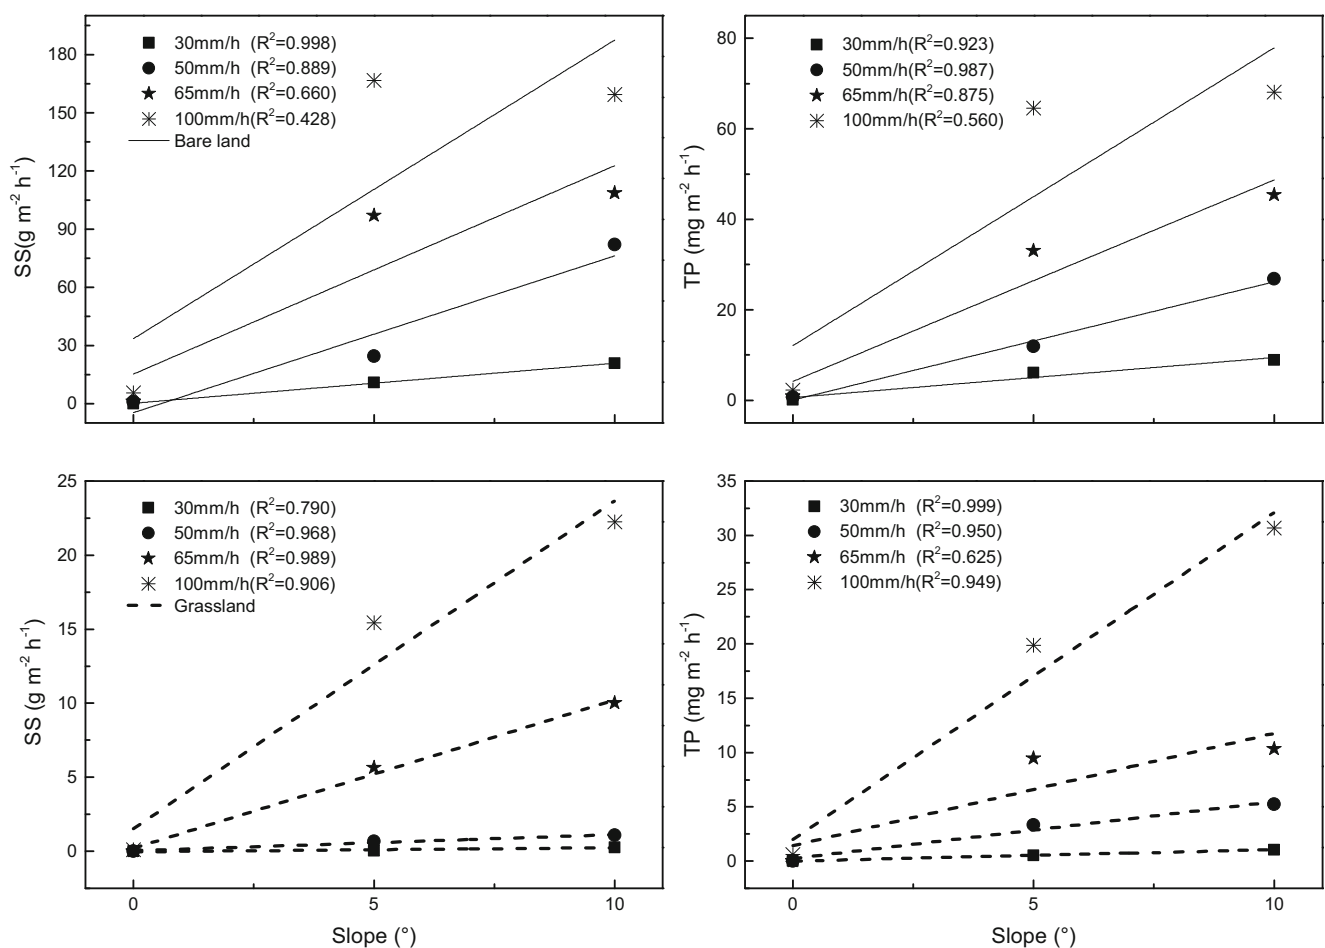 30mm/h (R²=0.998)
50mm/h (R²=0.889)
65mm/h (R²=0.660)
100mm/h(R²=0.428)
Bare land
180
150
120
90
60
30
0
SS(g m⁻² h⁻¹)
0
5
10
30mm/h(R²=0.923)
50mm/h(R²=0.987)
65mm/h(R²=0.875)
100mm/h(R²=0.560)
80
60
40
20
0
TP (mg m⁻² h⁻¹)
0
5
10
30mm/h (R²=0.790)
50mm/h (R²=0.968)
65mm/h (R²=0.989)
100mm/h(R²=0.906)
Grassland
25
20
15
10
5
0
SS (g m⁻² h⁻¹)
0
5
10
Slope (°)
30mm/h (R²=0.999)
50mm/h (R²=0.950)
65mm/h (R²=0.625)
100mm/h(R²=0.949)
35
30
25
20
15
10
5
0
TP (mg m⁻² h⁻¹)
0
5
10
Slope (°)